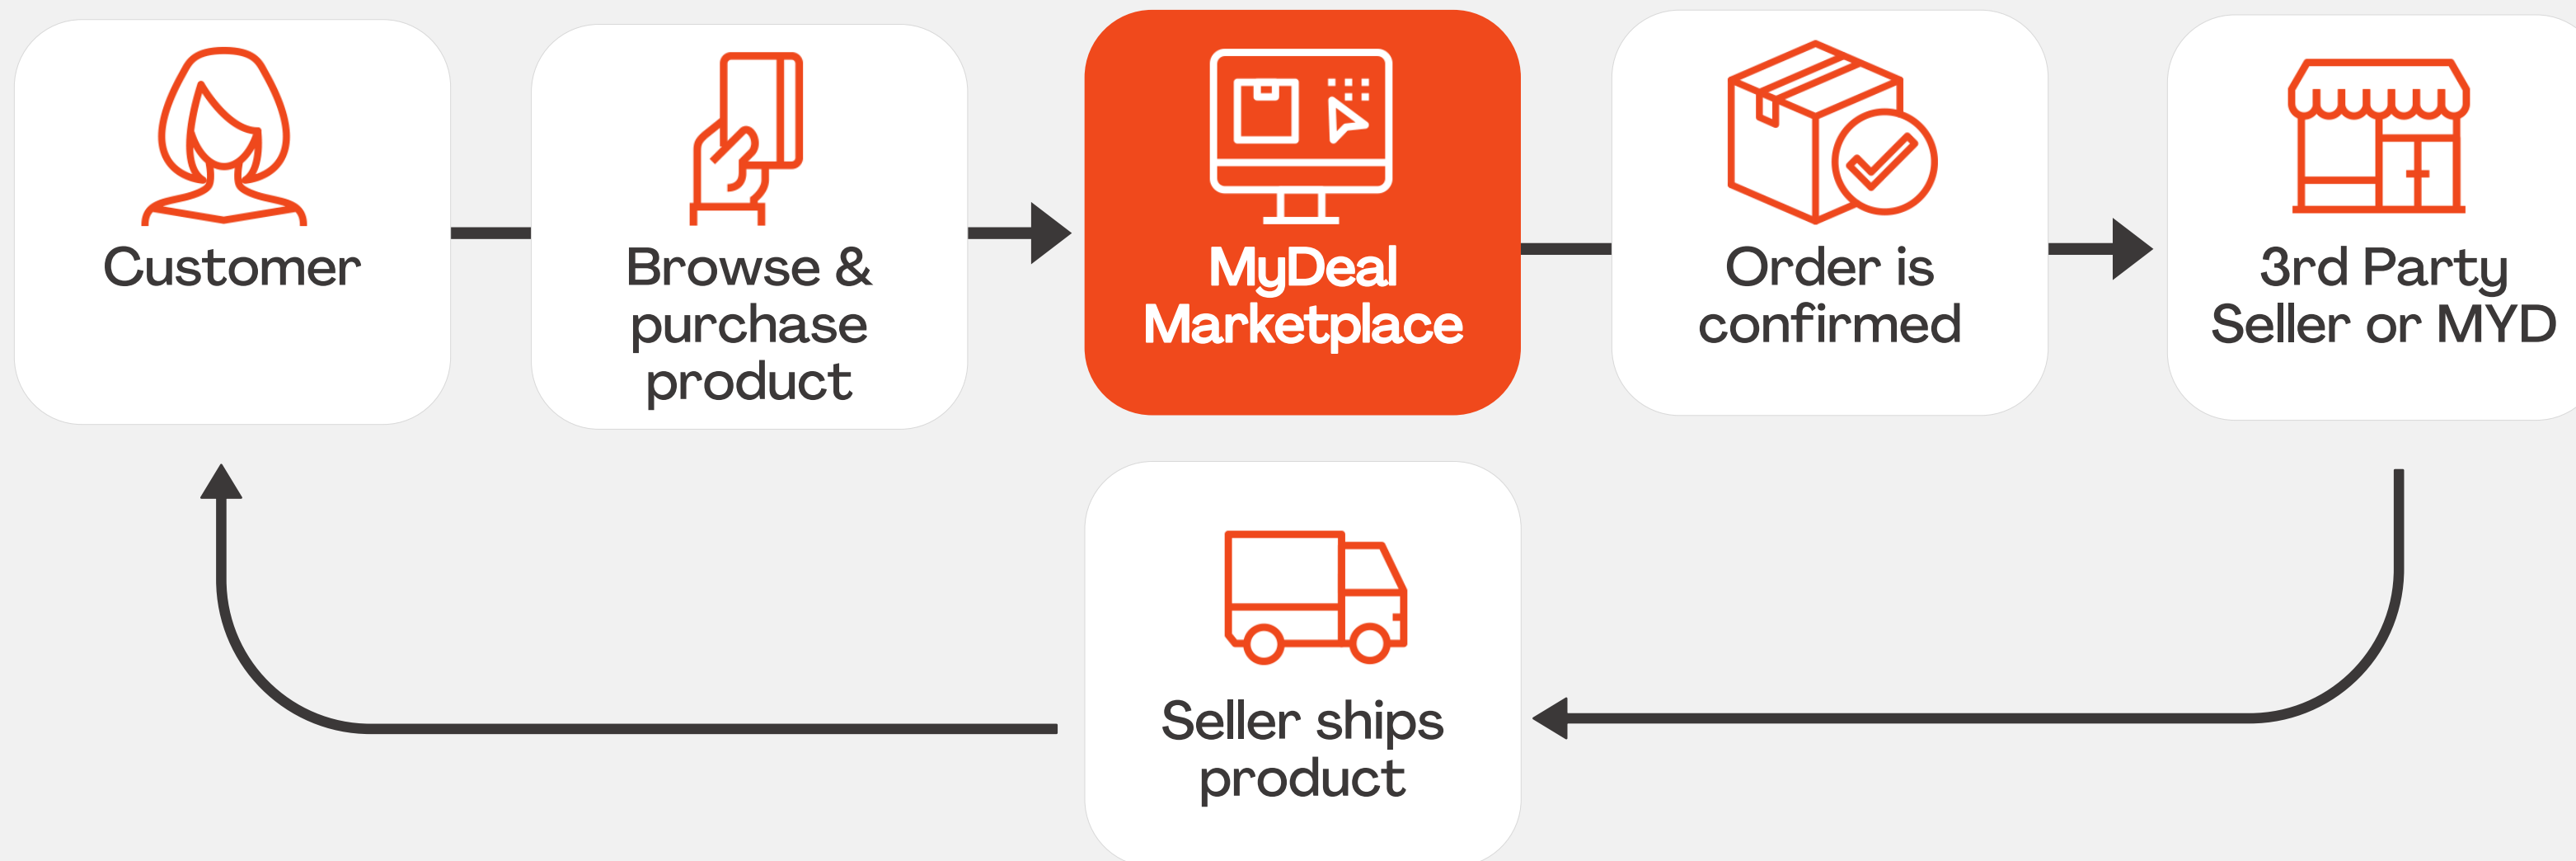 Customer
Browse &
purchase
product
MyDeal
Marketplace
Order is
confirmed
3rd Party
Seller or MYD
Seller ships
product